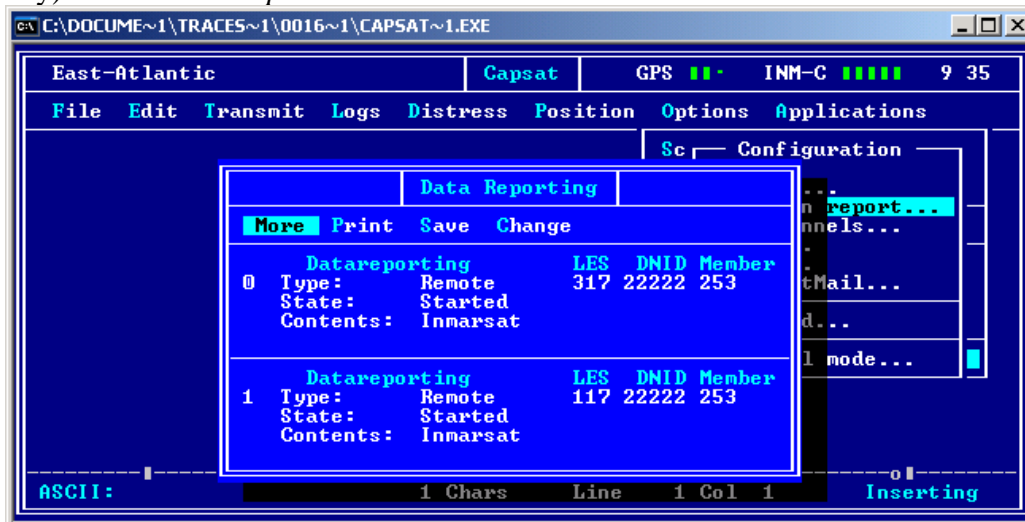 C:\DOCUME~1\TRACES~1\0016~1\CAPSAT~1.EXE
East-Atlantic Capsat GPS INM-C 9 35
File Edit Transmit Logs Distress Position Options Applications
Sc Configuration
Data Reporting ...
n report...
More Print Save Change nnels...
Datareporting LES DNID Member .
0 Type: Remote 317 22222 253 tMail...
State: Started
Contents: Inmarsat d...
l mode...
Datareporting LES DNID Member
1 Type: Remote 117 22222 253
State: Started
Contents: Inmarsat
ASCII: 1 Chars Line 1 Col 1 Inserting